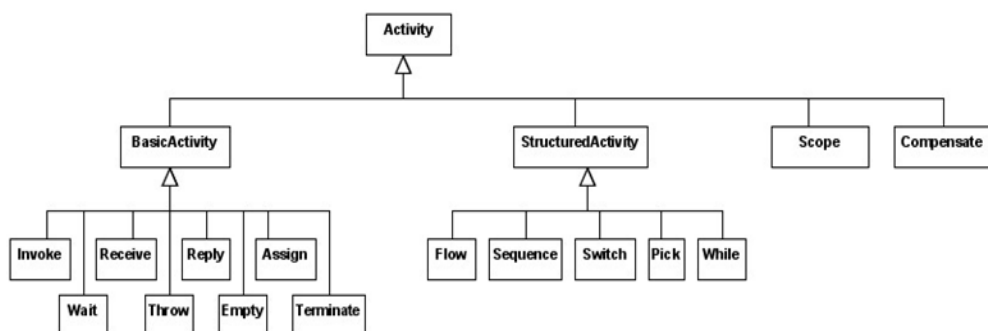 Activity
BasicActivity
StructuredActivity
Scope
Compensate
Invoke
Receive
Reply
Assign
Flow
Sequence
Switch
Pick
While
Wait
Throw
Empty
Terminate